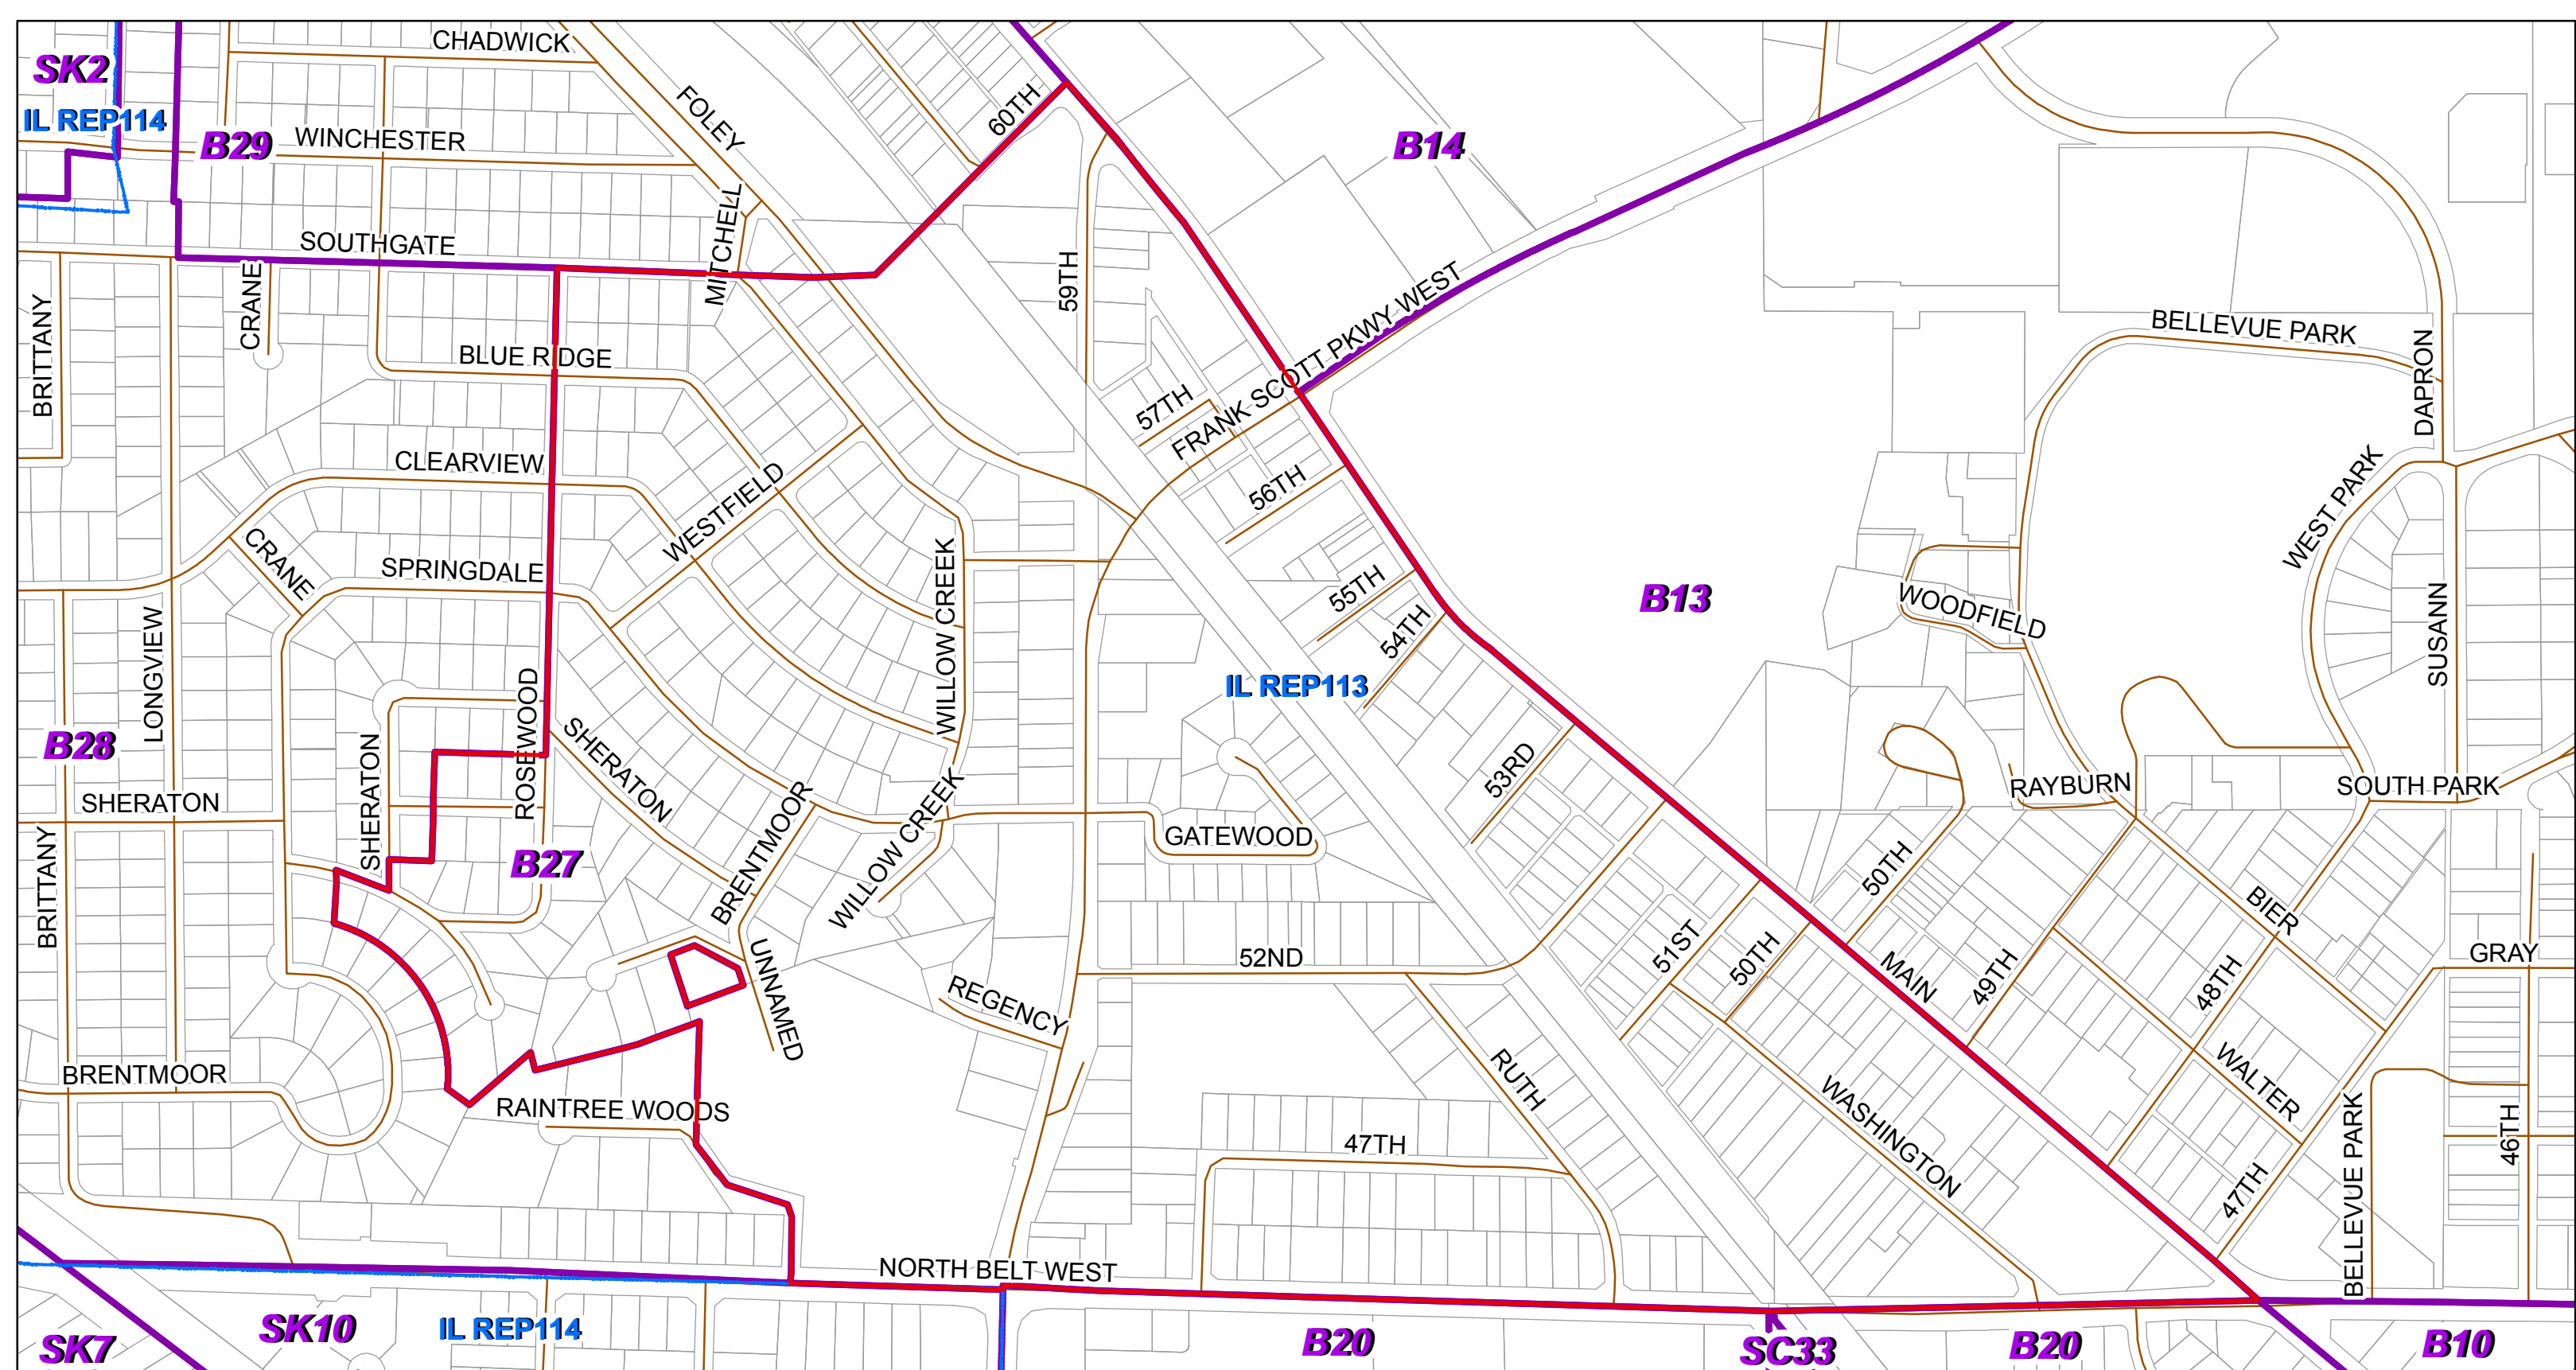 CHADWICK
SK2
FOLEY
60TH
IL REP114
B29
WINCHESTER
B14
MITCHELL
SOUTHGATE
CRANE
59TH
BRITTANY
FRANK SCOTT PKWY WEST
BELLEVUE PARK
BLUE RIDGE
DAPRON
57TH
CLEARVIEW
56TH
WESTFIELD
WEST PARK
CRANE
SPRINGDALE
WILLOW CREEK
55TH
54TH
B13
WOODFIELD
SUSANN
LONGVIEW
IL REP113
ROSEWOOD
SHERATON
B28
SHERATON
53RD
RAYBURN
SOUTH PARK
SHERATON
BRENTMOOR
WILLOW CREEK
GATEWOOD
B27
BRITTANY
50TH
BIER
51ST
50TH
52ND
UNNAMED
MAIN
49TH
48TH
GRAY
REGENCY
RUTH
WALTER
BRENTMOOR
RAINTREE WOODS
47TH
WASHINGTON
BELLEVUE PARK
46TH
47TH
NORTH BELT WEST
SK10
IL REP114
SK7
B20
SC33
B20
B10